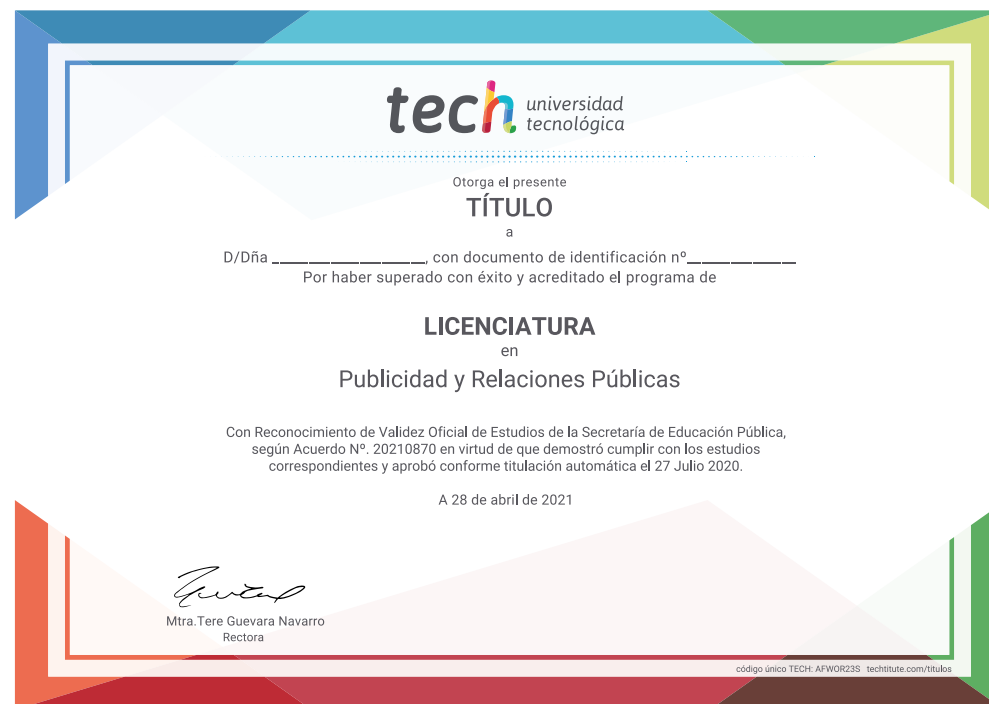 tech universidad
tecnológica
Otorga el presente
TÍTULO
a
D/Dña ____________________, con documento de identificación nº______________
Por haber superado con éxito y acreditado el programa de
LICENCIATURA
en
Publicidad y Relaciones Públicas
Con Reconocimiento de Validez Oficial de Estudios de la Secretaría de Educación Pública,
según Acuerdo Nº. 20210870 en virtud de que demostró cumplir con los estudios
correspondientes y aprobó conforme titulación automática el 27 Julio 2020.
A 28 de abril de 2021
Mtra.Tere Guevara Navarro
Rectora
código único TECH: AFWOR23S techtitute.com/titulos